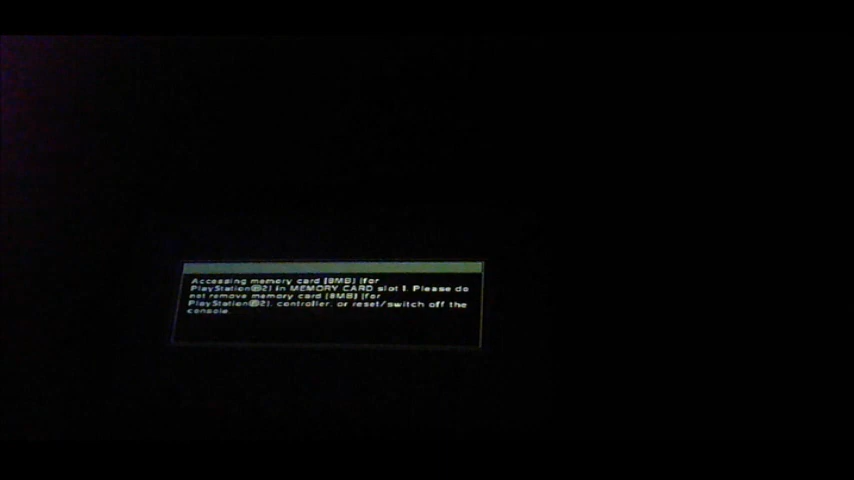 Accessing memory card (8MB) (for
PlayStation®2) in MEMORY CARD slot 1. Please do
not remove memory card (8MB) (for
PlayStation®2), controller, or reset/switch off the
console.